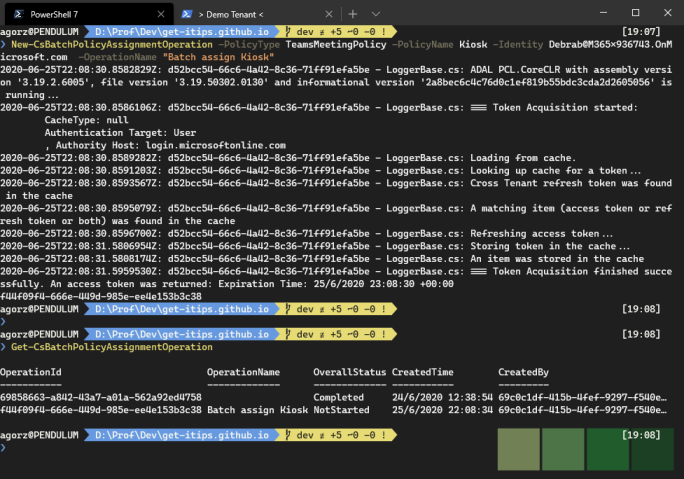 PowerShell 7
> Demo Tenant <
agorz@PENDULUM D:\Prof\Dev\get-itips.github.io dev ≢ +5 ~0 -0 ! [19:07]
❯ New-CsBatchPolicyAssignmentOperation -PolicyType TeamsMeetingPolicy -PolicyName Kiosk -Identity Debrab@M365x936743.OnM
icrosoft.com -OperationName "Batch assign Kiosk"
2020-06-25T22:08:30.8582829Z: d52bcc54-66c6-4a42-8c36-71ff91efa5be - LoggerBase.cs: ADAL PCL.CoreCLR with assembly versi
on '3.19.2.6005', file version '3.19.50302.0130' and informational version '2a8bec6c4c76d0c1ef819b55bdc3cda2d2605056' is
running...
2020-06-25T22:08:30.8586106Z: d52bcc54-66c6-4a42-8c36-71ff91efa5be - LoggerBase.cs: === Token Acquisition started:
CacheType: null
Authentication Target: User
, Authority Host: login.microsoftonline.com
2020-06-25T22:08:30.8589282Z: d52bcc54-66c6-4a42-8c36-71ff91efa5be - LoggerBase.cs: Loading from cache.
2020-06-25T22:08:30.8591203Z: d52bcc54-66c6-4a42-8c36-71ff91efa5be - LoggerBase.cs: Looking up cache for a token...
2020-06-25T22:08:30.8593567Z: d52bcc54-66c6-4a42-8c36-71ff91efa5be - LoggerBase.cs: Cross Tenant refresh token was found
in the cache
2020-06-25T22:08:30.8595079Z: d52bcc54-66c6-4a42-8c36-71ff91efa5be - LoggerBase.cs: A matching item (access token or ref
resh token or both) was found in the cache
2020-06-25T22:08:30.8596700Z: d52bcc54-66c6-4a42-8c36-71ff91efa5be - LoggerBase.cs: Refreshing access token...
2020-06-25T22:08:31.5806954Z: d52bcc54-66c6-4a42-8c36-71ff91efa5be - LoggerBase.cs: Storing token in the cache...
2020-06-25T22:08:31.5808174Z: d52bcc54-66c6-4a42-8c36-71ff91efa5be - LoggerBase.cs: An item was stored in the cache
2020-06-25T22:08:31.5959530Z: d52bcc54-66c6-4a42-8c36-71ff91efa5be - LoggerBase.cs: === Token Acquisition finished succe
ssfully. An access token was returned: Expiration Time: 25/6/2020 23:08:30 +00:00
f44f09f4-666e-449d-985e-ee4e153b3c38
agorz@PENDULUM D:\Prof\Dev\get-itips.github.io dev ≢ +5 ~0 -0 ! [19:08]
❯
agorz@PENDULUM D:\Prof\Dev\get-itips.github.io dev ≢ +5 ~0 -0 ! [19:08]
❯ Get-CsBatchPolicyAssignmentOperation
OperationId OperationName OverallStatus CreatedTime CreatedBy
----------- ------------- ------------- ----------- ---------
69858663-a842-43a7-a01a-562a92ed4758 Completed 24/6/2020 12:38:54 69c0c1df-415b-4fef-9297-f540e…
f44f09f4-666e-449d-985e-ee4e153b3c38 Batch assign Kiosk NotStarted 25/6/2020 22:08:34 69c0c1df-415b-4fef-9297-f540e…
agorz@PENDULUM D:\Prof\Dev\get-itips.github.io dev ≢ +5 ~0 -0 ! [19:08]
❯